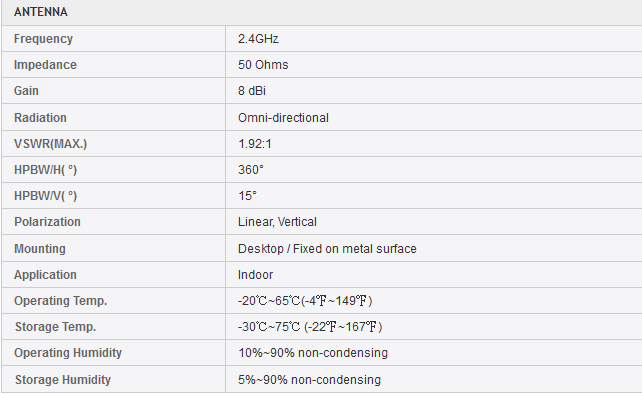 ANTENNA
Frequency 2.4GHz
Impedance 50 Ohms
Gain 8 dBi
Radiation Omni-directional
VSWR(MAX.) 1.92:1
HPBW/H( °) 360°
HPBW/V( °) 15°
Polarization Linear, Vertical
Mounting Desktop / Fixed on metal surface
Application Indoor
Operating Temp. -20℃~65℃(-4℉~149℉)
Storage Temp. -30℃~75℃ (-22℉~167℉)
Operating Humidity 10%~90% non-condensing
Storage Humidity 5%~90% non-condensing